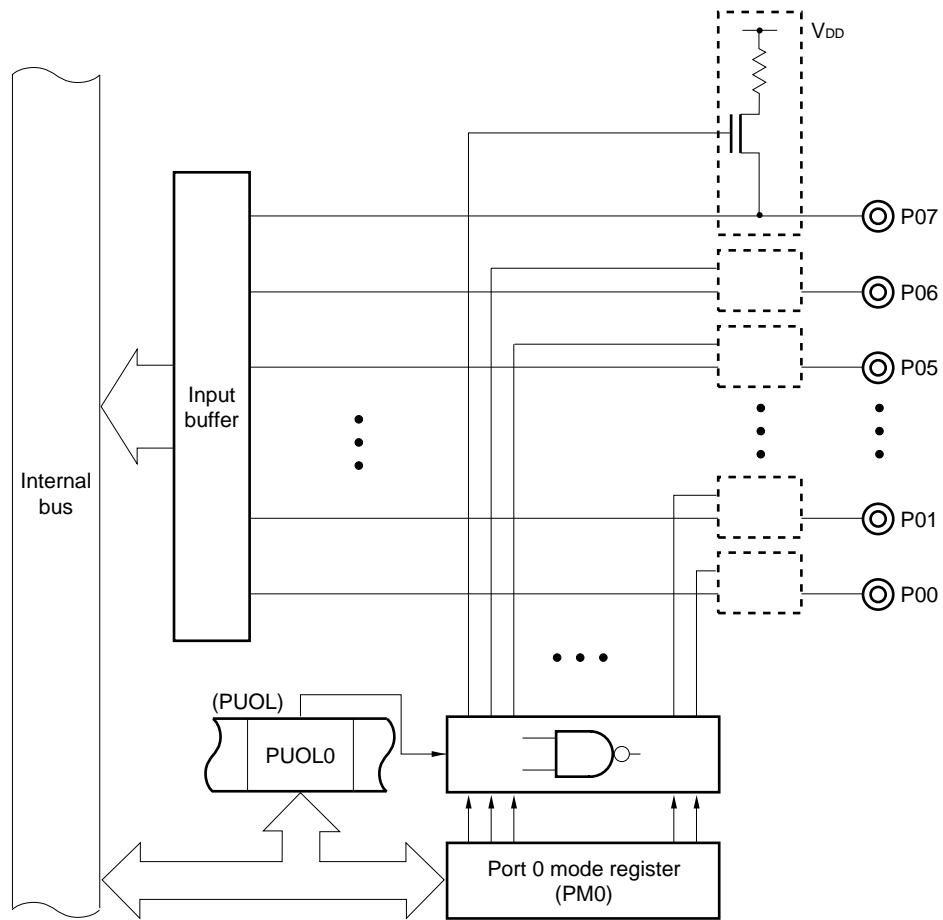 VDD
P07
P06
P05
Input
buffer
Internal
bus
P01
P00
(PUOL)
PUOL0
Port 0 mode register
(PM0)